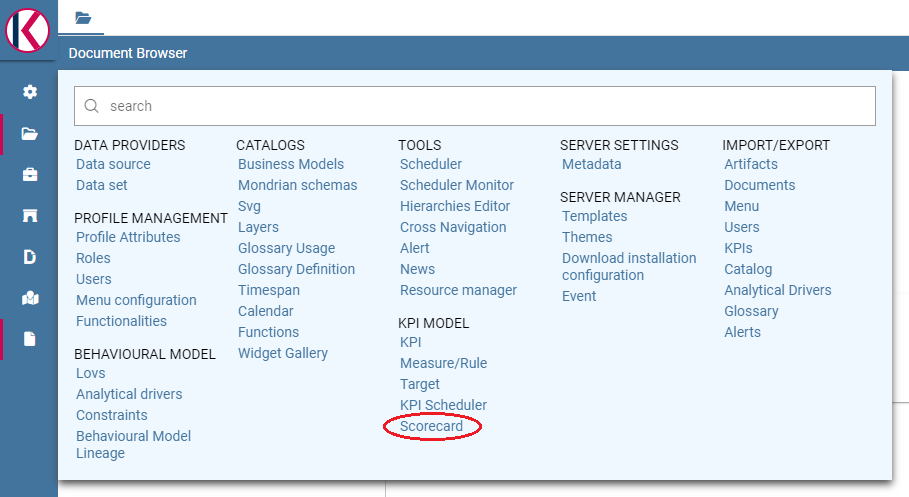 Document Browser
search
DATA PROVIDERS
Data source
Data set
PROFILE MANAGEMENT
Profile Attributes
Roles
Users
Menu configuration
Functionalities
BEHAVIOURAL MODEL
Lovs
Analytical drivers
Constraints
Behavioural Model
Lineage
CATALOGS
Business Models
Mondrian schemas
Svg
Layers
Glossary Usage
Glossary Definition
Timespan
Calendar
Functions
Widget Gallery
TOOLS
Scheduler
Scheduler Monitor
Hierarchies Editor
Cross Navigation
Alert
News
Resource manager
KPI MODEL
KPI
Measure/Rule
Target
KPI Scheduler
Scorecard
SERVER SETTINGS
Metadata
SERVER MANAGER
Templates
Themes
Download installation
configuration
Event
IMPORT/EXPORT
Artifacts
Documents
Menu
Users
KPIs
Catalog
Analytical Drivers
Glossary
Alerts